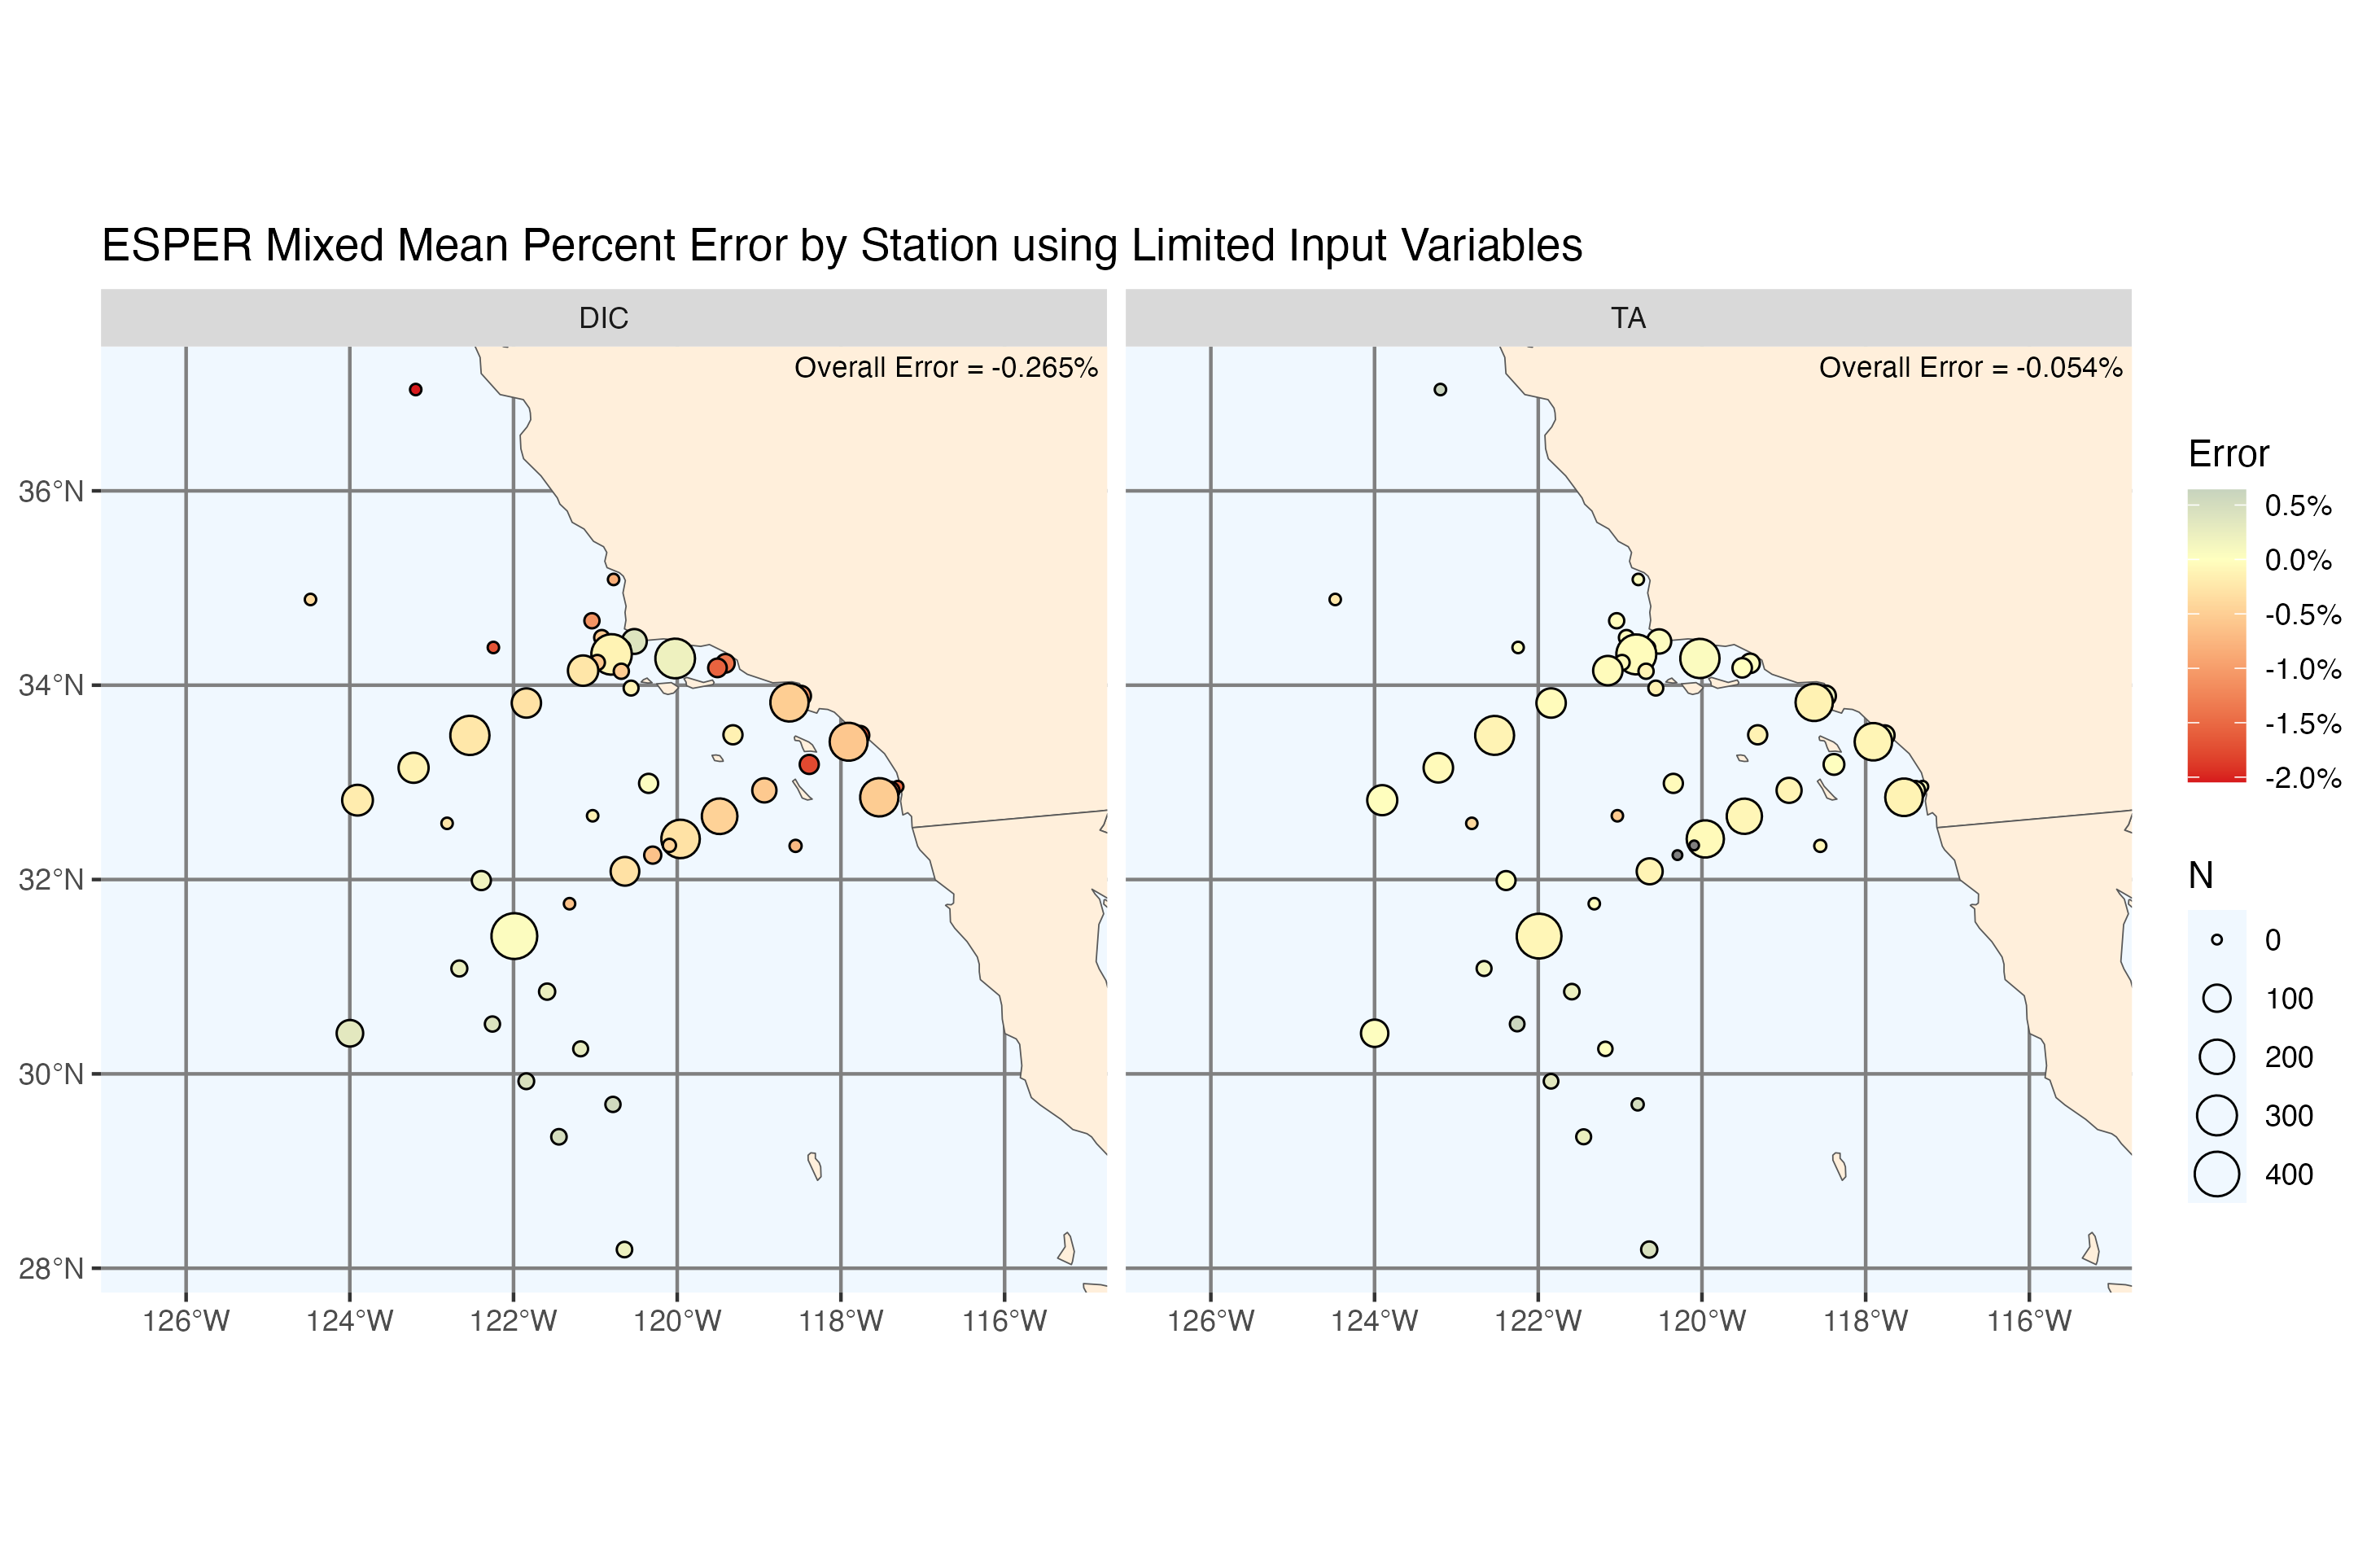 ESPER Mixed Mean Percent Error by Station using Limited Input Variables
DIC
TA
Overall Error = -0.265%
Overall Error = -0.054%
36°N
34°N
32°N
30°N
28°N
126°W
124°W
122°W
120°W
118°W
116°W
126°W
124°W
122°W
120°W
118°W
116°W
Error
0.5%
0.0%
-0.5%
-1.0%
-1.5%
-2.0%
N
0
100
200
300
400